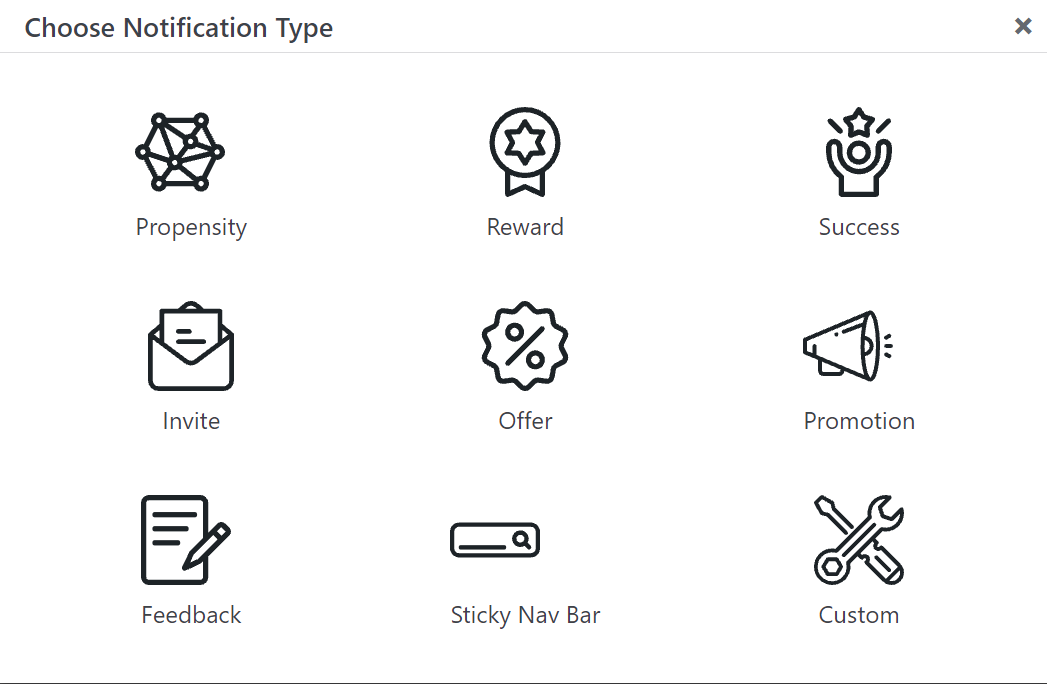 Choose Notification Type
Propensity
Reward
Success
Invite
Offer
Promotion
Feedback
Sticky Nav Bar
Custom